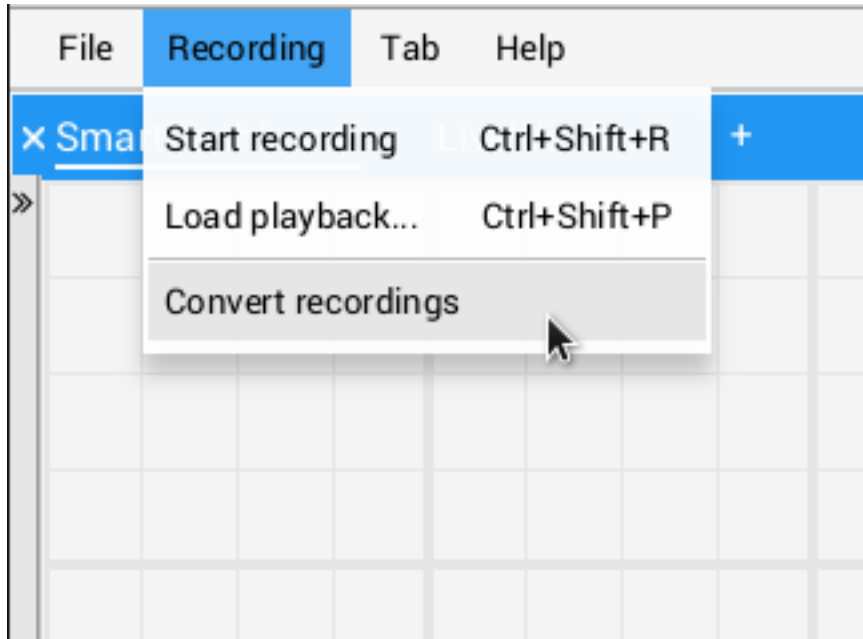 File Recording Tab Help
Start recording Ctrl+Shift+R +
Load playback... Ctrl+Shift+P
Convert recordings